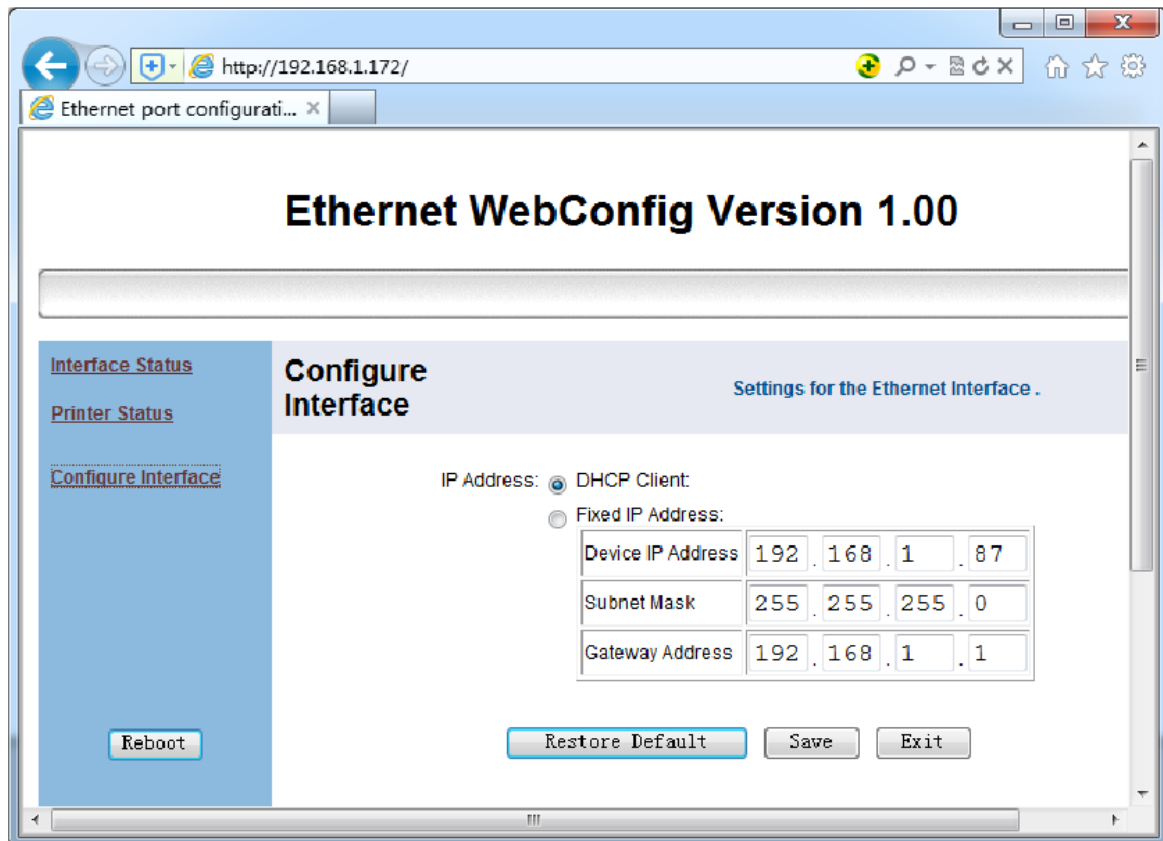 http://192.168.1.172/
Ethernet port configurati...
Ethernet WebConfig Version 1.00
Interface Status
Printer Status
Configure Interface
Configure
Interface
Settings for the Ethernet Interface .
IP Address: DHCP Client:
Fixed IP Address:
Device IP Address 192 . 168 . 1 . 87
Subnet Mask 255 . 255 . 255 . 0
Gateway Address 192 . 168 . 1 . 1
Reboot
Restore Default Save Exit